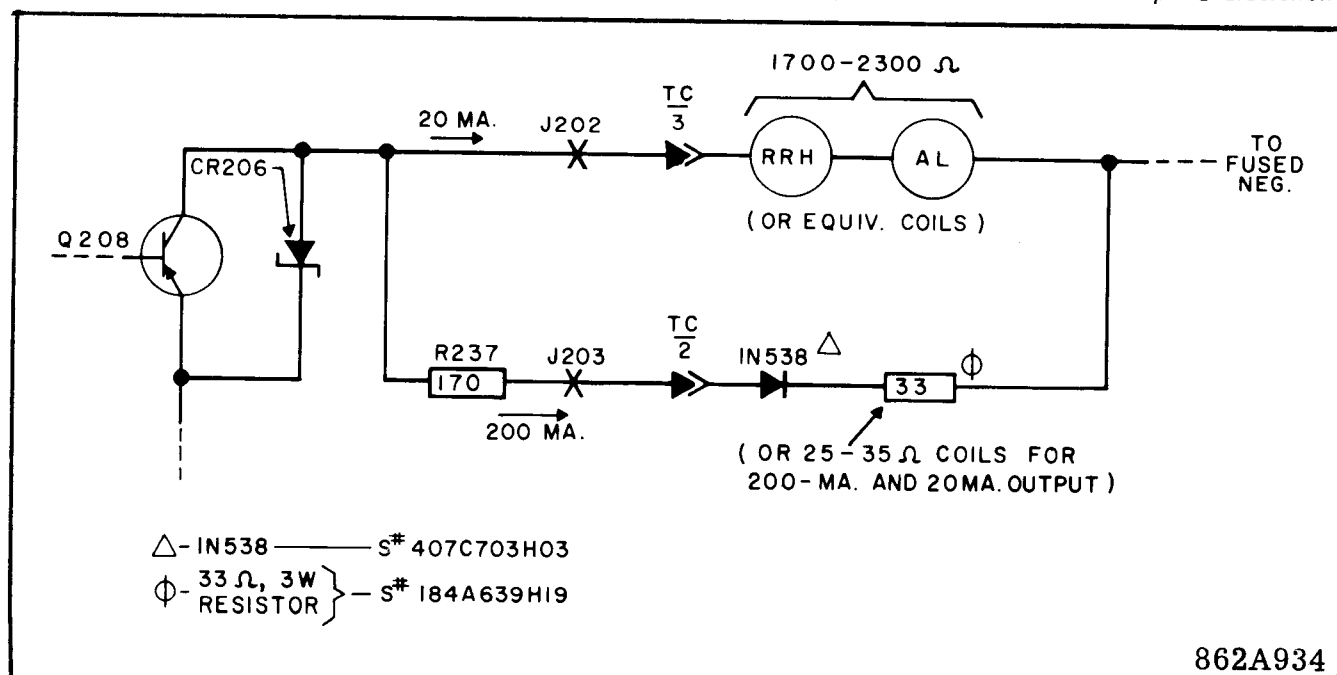 1700-2300 Ω
20 MA.
J202
TC
3
RRH
AL
TO
FUSED
NEG.
CR206
(OR EQUIV. COILS)
Q208
R237
170
J203
TC
2
IN538 △
33
ϕ
200 MA.
(OR 25-35 Ω COILS FOR
200-MA. AND 20MA. OUTPUT)
△-IN538 —— S# 407C703H03
ϕ- 33 Ω, 3W
RESISTOR } — S# 184A639H19
862A934